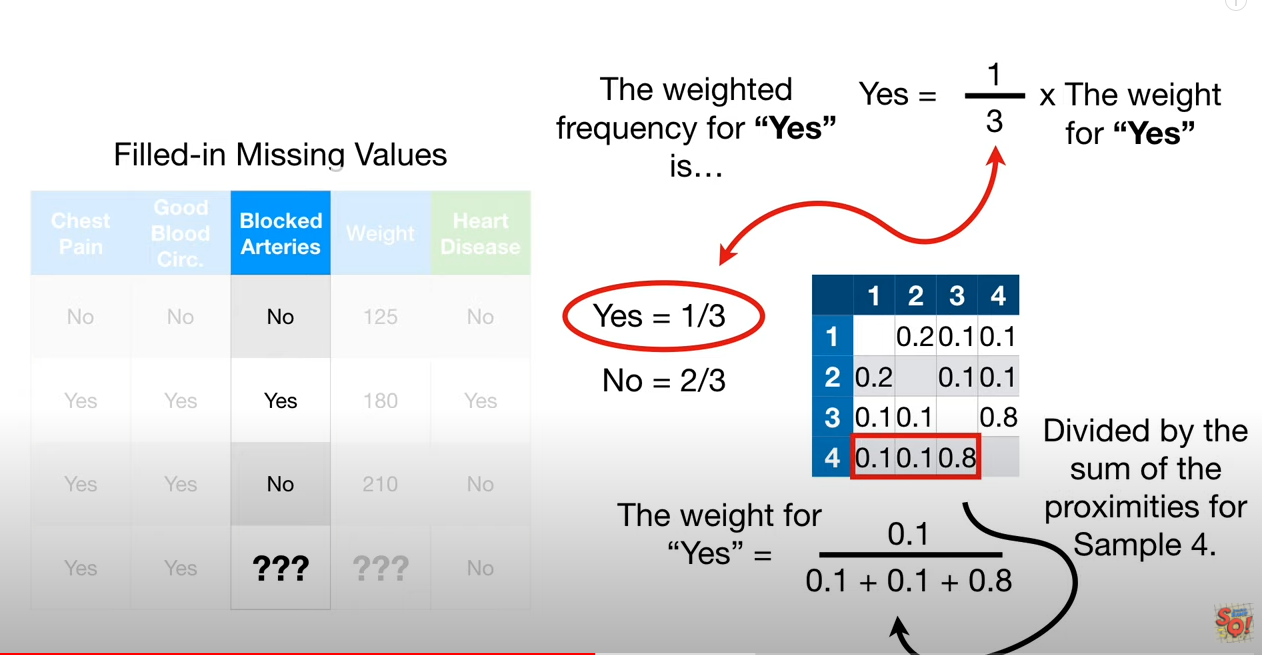 The weighted
frequency for “Yes”
is…
Yes =
1
3
x The weight
for “Yes”
Filled-in Missing Values
Chest
Pain
Good
Blood
Circ.
Blocked
Arteries
Weight
Heart
Disease
No No No 125 No
Yes Yes Yes 180 Yes
Yes Yes No 210 No
Yes Yes ??? ??? No
Yes = 1/3
No = 2/3
1 2 3 4
1 0.2 0.1 0.1
2 0.2 0.1 0.1
3 0.1 0.1 0.8
4 0.1 0.1 0.8
Divided by the
sum of the
proximities for
Sample 4.
The weight for
“Yes” =
0.1
0.1 + 0.1 + 0.8
SQ!